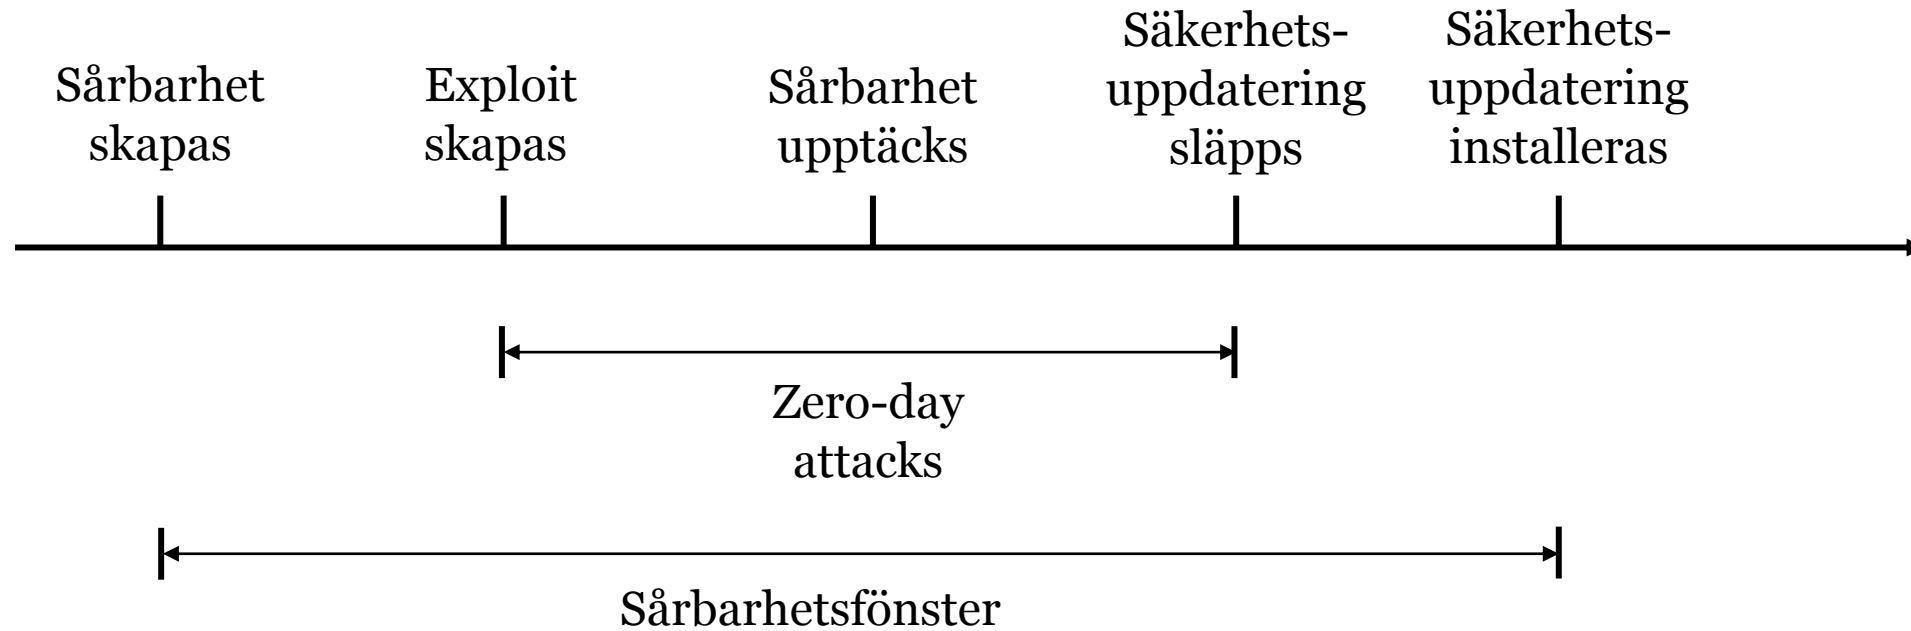 Sårbarhet
skapas
Exploit
skapas
Sårbarhet
upptäcks
Säkerhets-
uppdatering
släpps
Säkerhets-
uppdatering
installeras
Zero-day
attacks
Sårbarhetsfönster